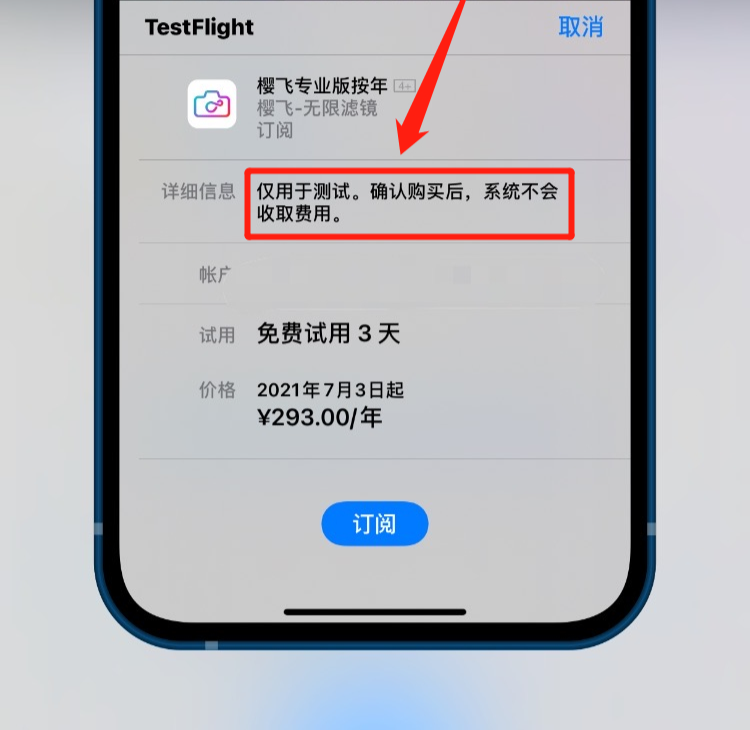 TestFlight
取消
樱飞专业版按年 4+
樱飞-无限滤镜
订阅
详细信息
仅用于测试。确认购买后，系统不会
收取费用。
帐户
试用
免费试用 3 天
价格
2021年7月3日起
¥293.00/年
订阅